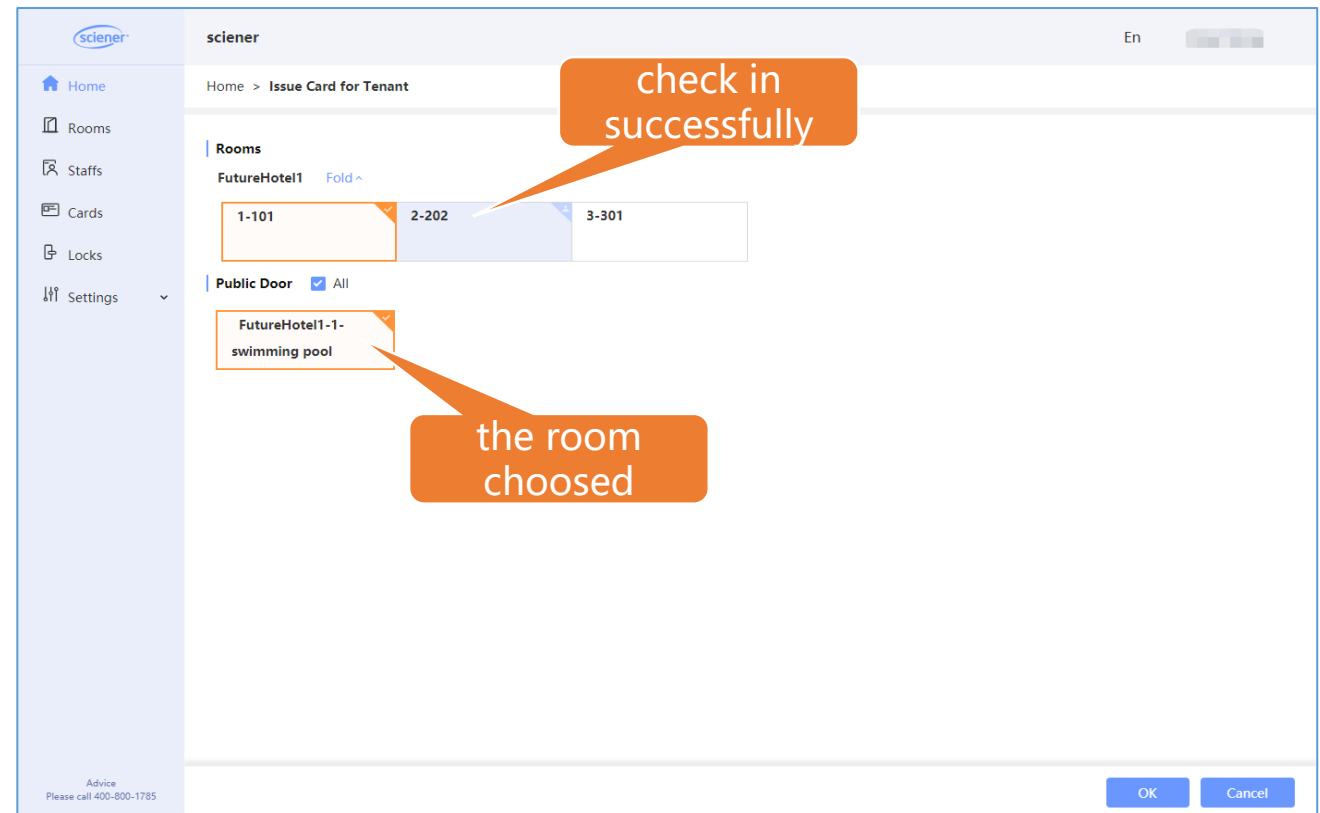 sciener
sciener
En
Home
Home > Issue Card for Tenant
check in
successfully
Rooms
Staffs
Cards
Locks
Settings
Rooms
FutureHotel1 Fold
1-101
2-202
3-301
Public Door All
FutureHotel1-1-
swimming pool
the room
choosed
Advice
Please call 400-800-1785
OK
Cancel